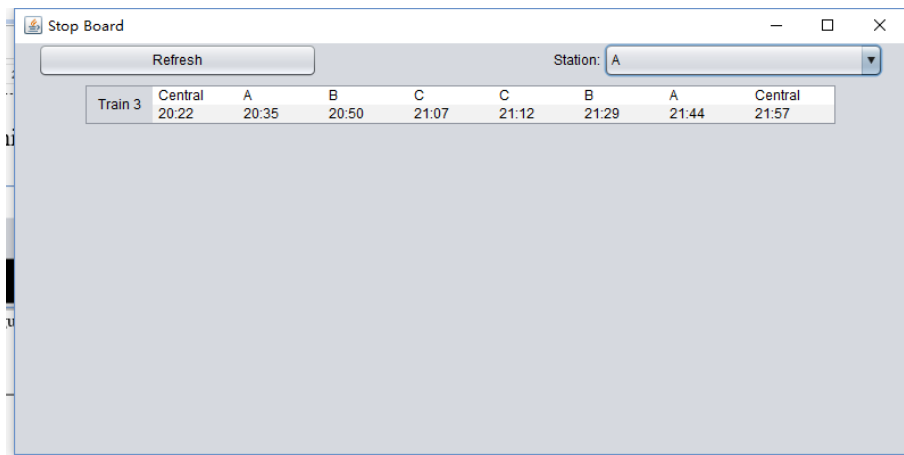 Stop Board
Refresh Station: A
Train 3 Central A B C C B A Central
20:22 20:35 20:50 21:07 21:12 21:29 21:44 21:57